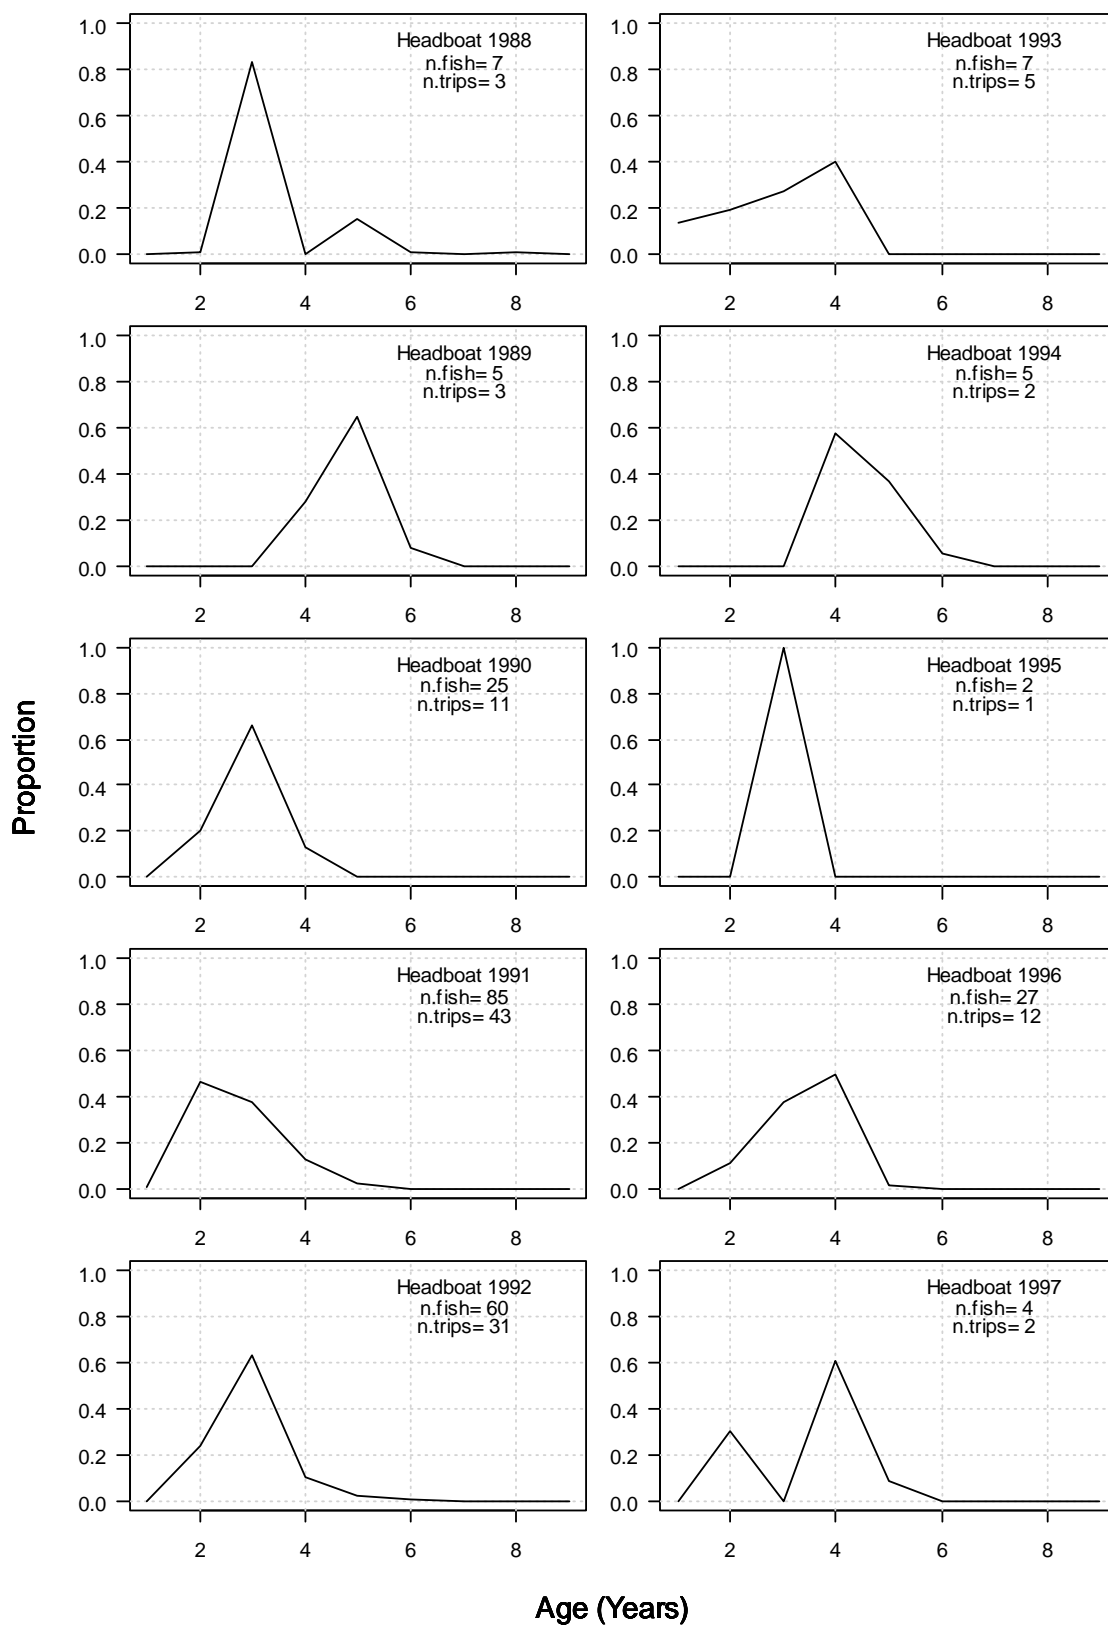 Proportion
1.0
0.8
0.6
0.4
0.2
0.0
Headboat 1988
n.fish= 7
n.trips= 3
2 4 6 8
1.0
0.8
0.6
0.4
0.2
0.0
Headboat 1993
n.fish= 7
n.trips= 5
2 4 6 8
1.0
0.8
0.6
0.4
0.2
0.0
Headboat 1989
n.fish= 5
n.trips= 3
2 4 6 8
1.0
0.8
0.6
0.4
0.2
0.0
Headboat 1994
n.fish= 5
n.trips= 2
2 4 6 8
1.0
0.8
0.6
0.4
0.2
0.0
Headboat 1990
n.fish= 25
n.trips= 11
2 4 6 8
1.0
0.8
0.6
0.4
0.2
0.0
Headboat 1995
n.fish= 2
n.trips= 1
2 4 6 8
1.0
0.8
0.6
0.4
0.2
0.0
Headboat 1991
n.fish= 85
n.trips= 43
2 4 6 8
1.0
0.8
0.6
0.4
0.2
0.0
Headboat 1996
n.fish= 27
n.trips= 12
2 4 6 8
1.0
0.8
0.6
0.4
0.2
0.0
Headboat 1992
n.fish= 60
n.trips= 31
2 4 6 8
1.0
0.8
0.6
0.4
0.2
0.0
Headboat 1997
n.fish= 4
n.trips= 2
2 4 6 8
Age (Years)